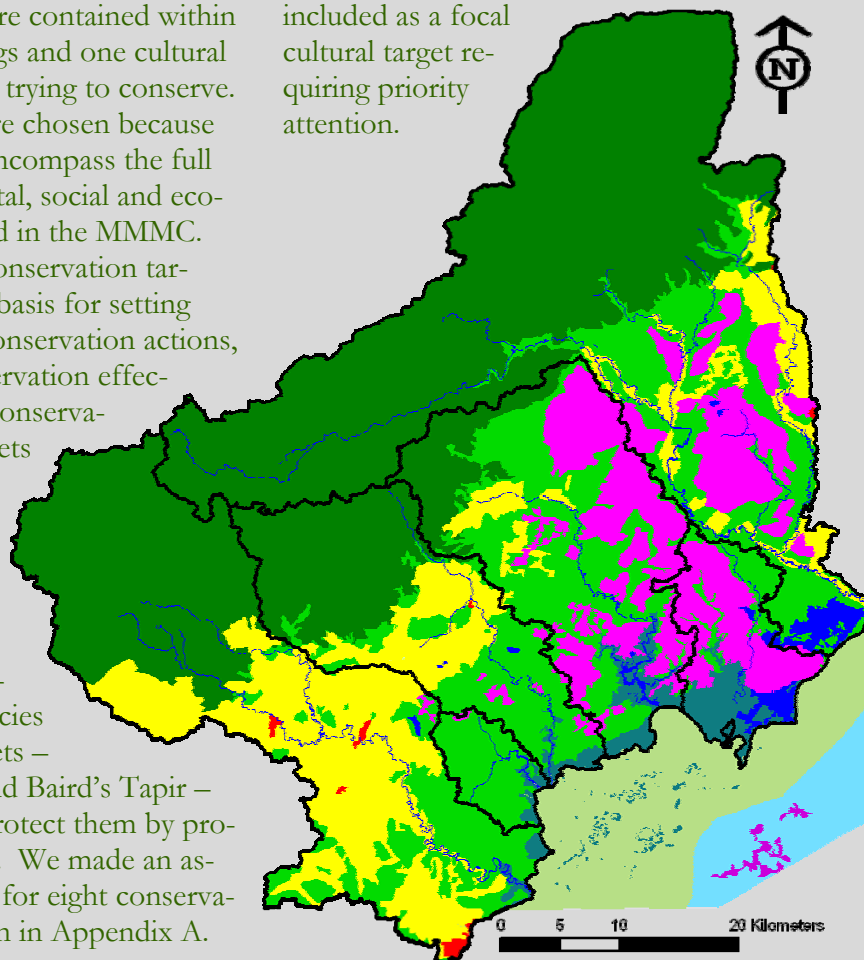 re contained within
gs and one cultural
trying to conserve.
re chosen because
ncompass the full
tal, social and eco-
d in the MMMC.
onservation tar-
basis for setting
onservation actions,
ervation effec-
onserva-
ets
-
cies
ets –
nd Baird’s Tapir –
rotect them by pro-
We made an as-
for eight conserva-
n in Appendix A.
included as a focal
cultural target re-
quiring priority
attention.
N
0 5 10 20 Kilometers